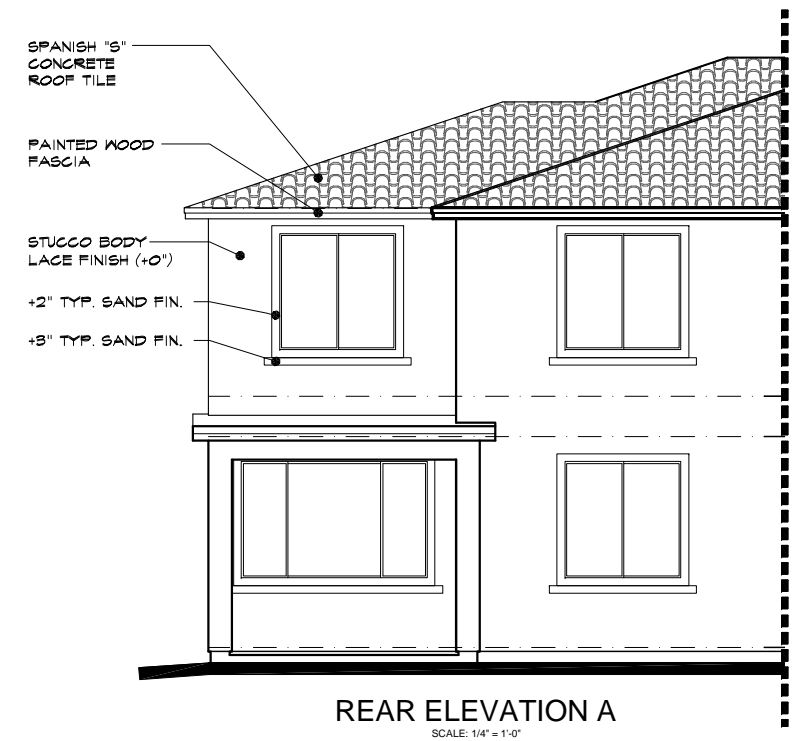 SPANISH "S"
CONCRETE
ROOF TILE
PAINTED WOOD
FASCIA
STUCCO BODY
LACE FINISH (+0")
+2" TYP. SAND FIN.
+3" TYP. SAND FIN.
REAR ELEVATION A
SCALE: 1/4" = 1'-0"